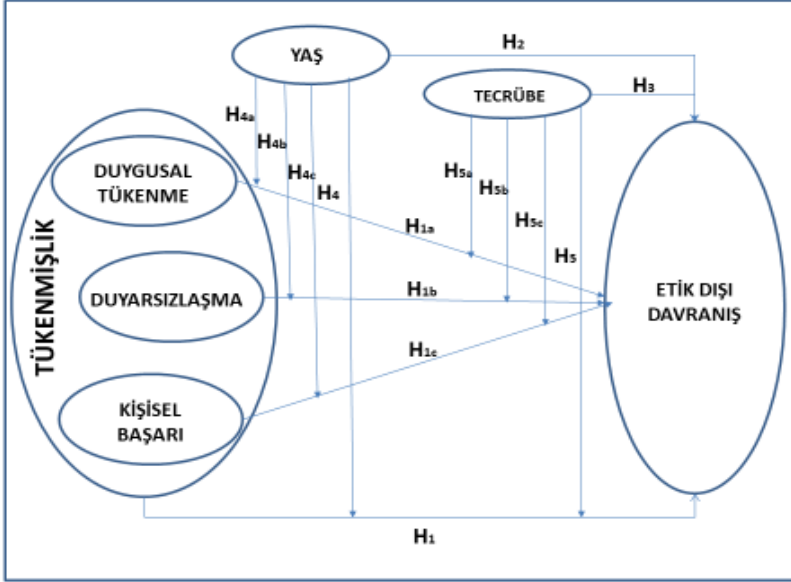 YAŞ
H2
TECRÜBE
H3
H4a
H4b
H4c
H4
DUYGUSAL
TÜKENME
H5a
H5b
H5c
H5
H1a
TÜKENMİŞLİK
DUYARSIZLAŞMA
H1b
ETİK DIŞI
DAVRANIŞ
H1c
KİŞİSEL
BAŞARI
H1